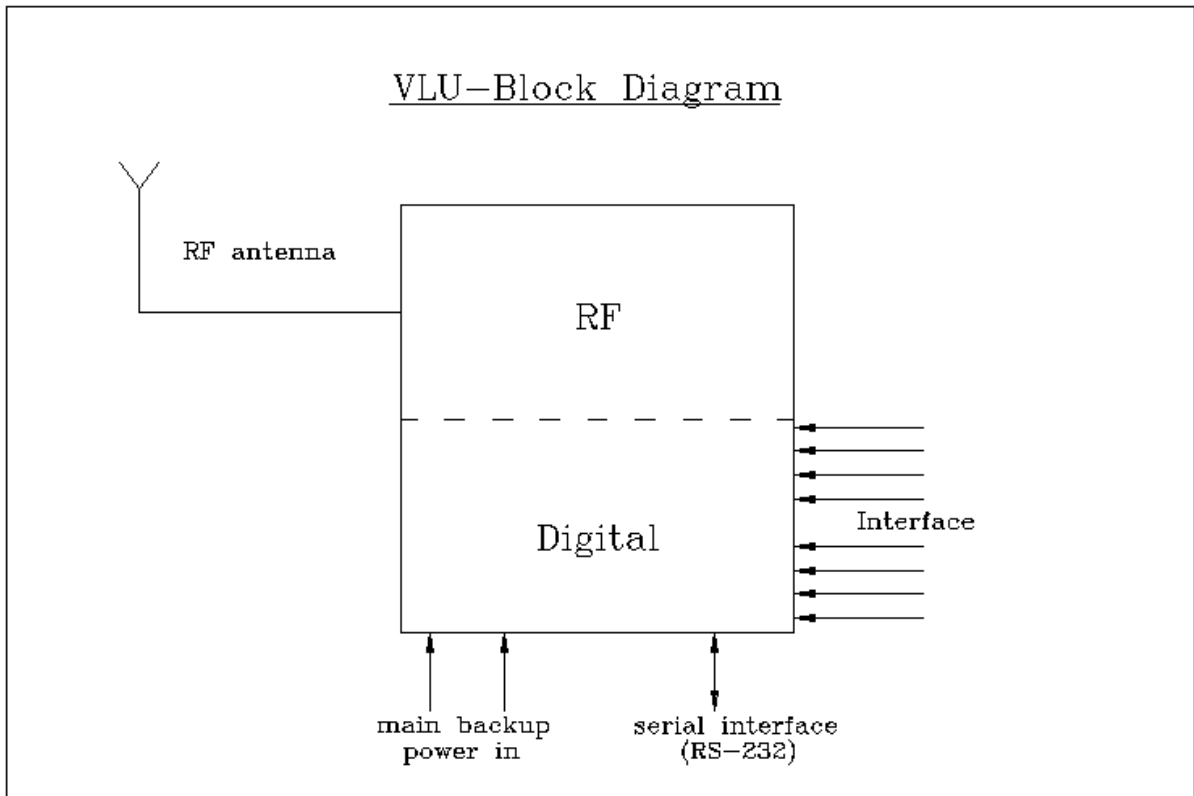 VLU-Block Diagram
RF antenna
RF
Digital
Interface
main backup
power in
serial interface
(RS-232)